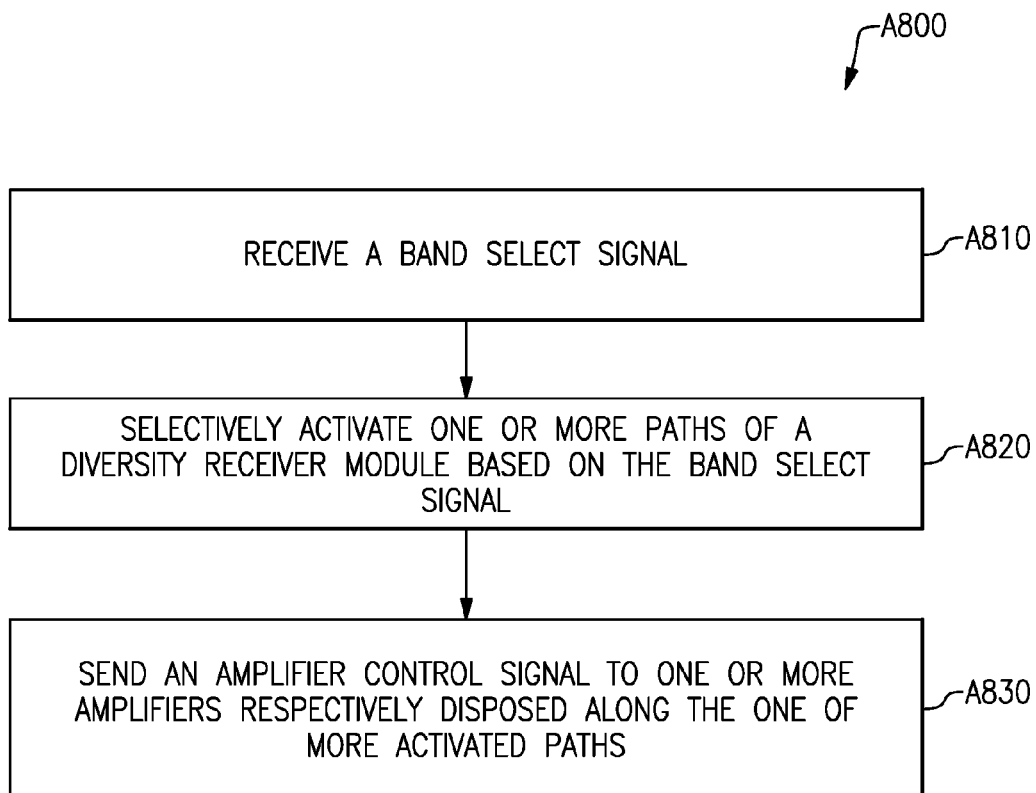 A800
RECEIVE A BAND SELECT SIGNAL
A810
SELECTIVELY ACTIVATE ONE OR MORE PATHS OF A
DIVERSITY RECEIVER MODULE BASED ON THE BAND SELECT
SIGNAL
A820
SEND AN AMPLIFIER CONTROL SIGNAL TO ONE OR MORE
AMPLIFIERS RESPECTIVELY DISPOSED ALONG THE ONE OF
MORE ACTIVATED PATHS
A830